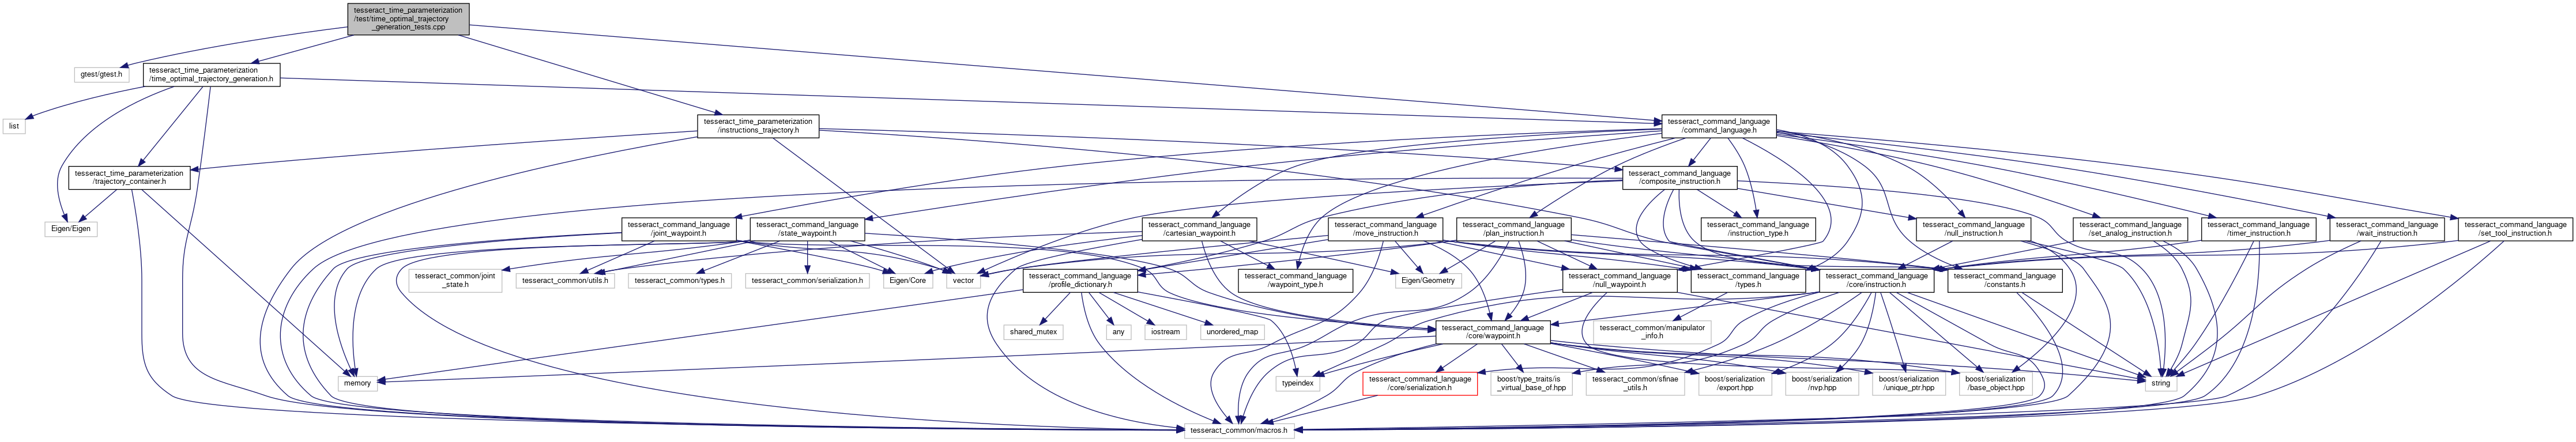 tesseract_time_parameterization
/test/time_optimal_trajectory
_generation_tests.cpp
gtest/gtest.h
tesseract_time_parameterization
/time_optimal_trajectory_generation.h
list
tesseract_time_parameterization
/instructions_trajectory.h
tesseract_command_language
/command_language.h
tesseract_time_parameterization
/trajectory_container.h
tesseract_command_language
/composite_instruction.h
Eigen/Eigen
tesseract_command_language
/joint_waypoint.h
tesseract_command_language
/state_waypoint.h
tesseract_command_language
/cartesian_waypoint.h
tesseract_command_language
/move_instruction.h
tesseract_command_language
/plan_instruction.h
tesseract_command_language
/instruction_type.h
tesseract_command_language
/null_instruction.h
tesseract_command_language
/set_analog_instruction.h
tesseract_command_language
/timer_instruction.h
tesseract_command_language
/wait_instruction.h
tesseract_command_language
/set_tool_instruction.h
tesseract_common/joint
_state.h
tesseract_common/utils.h
tesseract_common/types.h
tesseract_common/serialization.h
Eigen/Core
vector
tesseract_command_language
/profile_dictionary.h
tesseract_command_language
/waypoint_type.h
Eigen/Geometry
tesseract_command_language
/null_waypoint.h
tesseract_command_language
/types.h
tesseract_command_language
/core/instruction.h
tesseract_command_language
/constants.h
shared_mutex
any
iostream
unordered_map
tesseract_command_language
/core/waypoint.h
tesseract_common/manipulator
_info.h
memory
typeindex
tesseract_command_language
/core/serialization.h
boost/type_traits/is
_virtual_base_of.hpp
tesseract_common/sfinae
_utils.h
boost/serialization
/export.hpp
boost/serialization
/nvp.hpp
boost/serialization
/unique_ptr.hpp
boost/serialization
/base_object.hpp
string
tesseract_common/macros.h